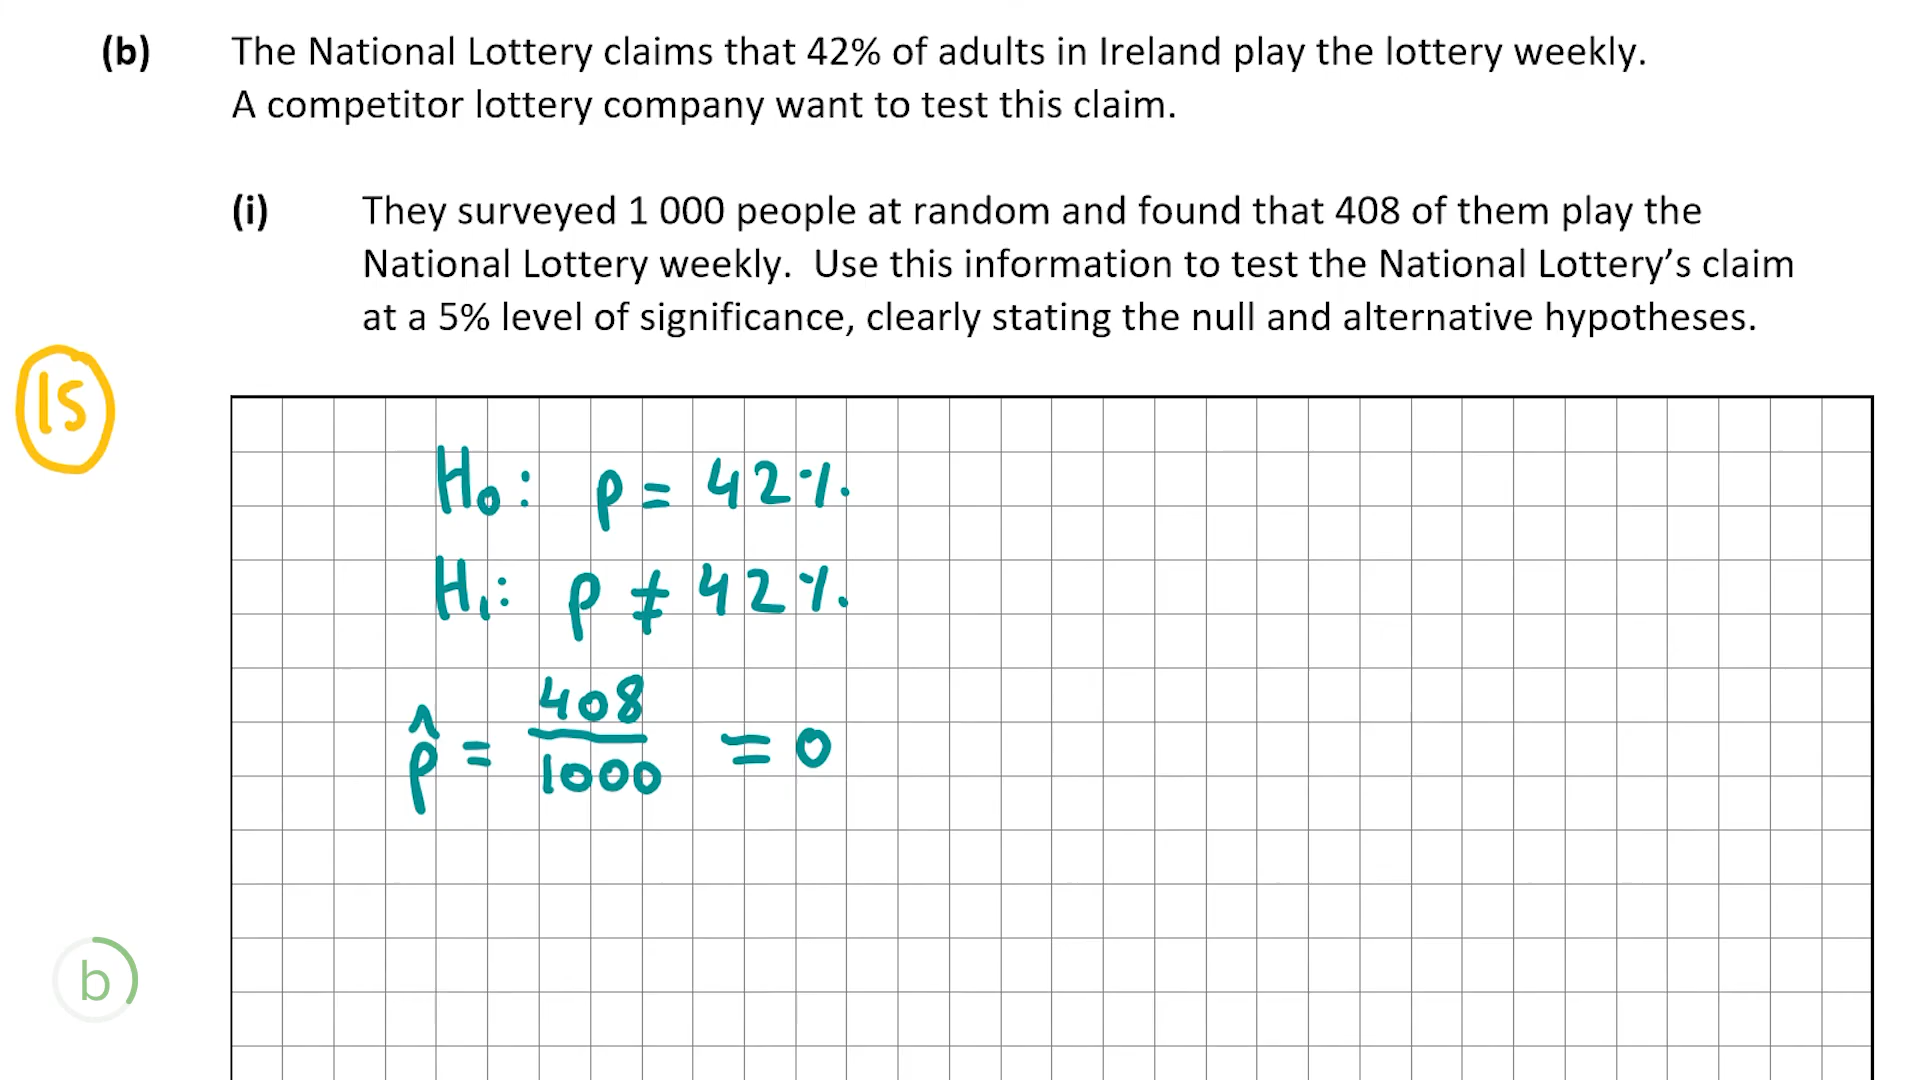 (b) The National Lottery claims that 42% of adults in Ireland play the lottery weekly.
A competitor lottery company want to test this claim.
(i) They surveyed 1 000 people at random and found that 408 of them play the
National Lottery weekly. Use this information to test the National Lottery’s claim
at a 5% level of significance, clearly stating the null and alternative hypotheses.
15
H₀: p = 42%
H₁: p ≠ 42%
p̂ = 408/1000 = 0
b